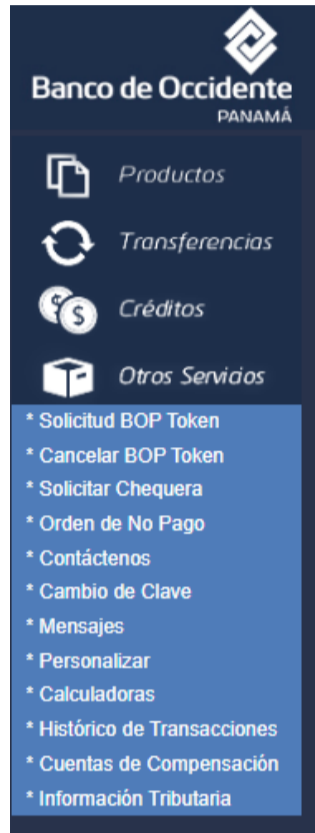 Banco de Occidente
PANAMÁ
Productos
Transferencias
Créditos
Otros Servicios
* Solicitud BOP Token
* Cancelar BOP Token
* Solicitar Chequera
* Orden de No Pago
* Contáctenos
* Cambio de Clave
* Mensajes
* Personalizar
* Calculadoras
* Histórico de Transacciones
* Cuentas de Compensación
* Información Tributaria